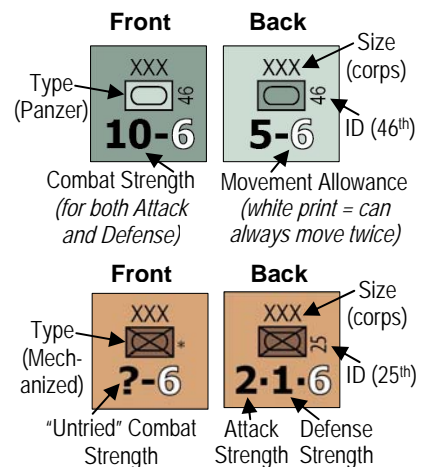 Front Back
Size
(corps)
Type
(Panzer)
XXX
46
10-6
XXX
46
5-6
ID (46th)
Combat Strength
(for both Attack
and Defense)
Movement Allowance
(white print = can
always move twice)
Front Back
Size
(corps)
Type
(Mech-
anized)
XXX
*
?-6
XXX
25
2·1·6
ID (25th)
"Untried" Combat
Strength
Attack
Strength
Defense
Strength